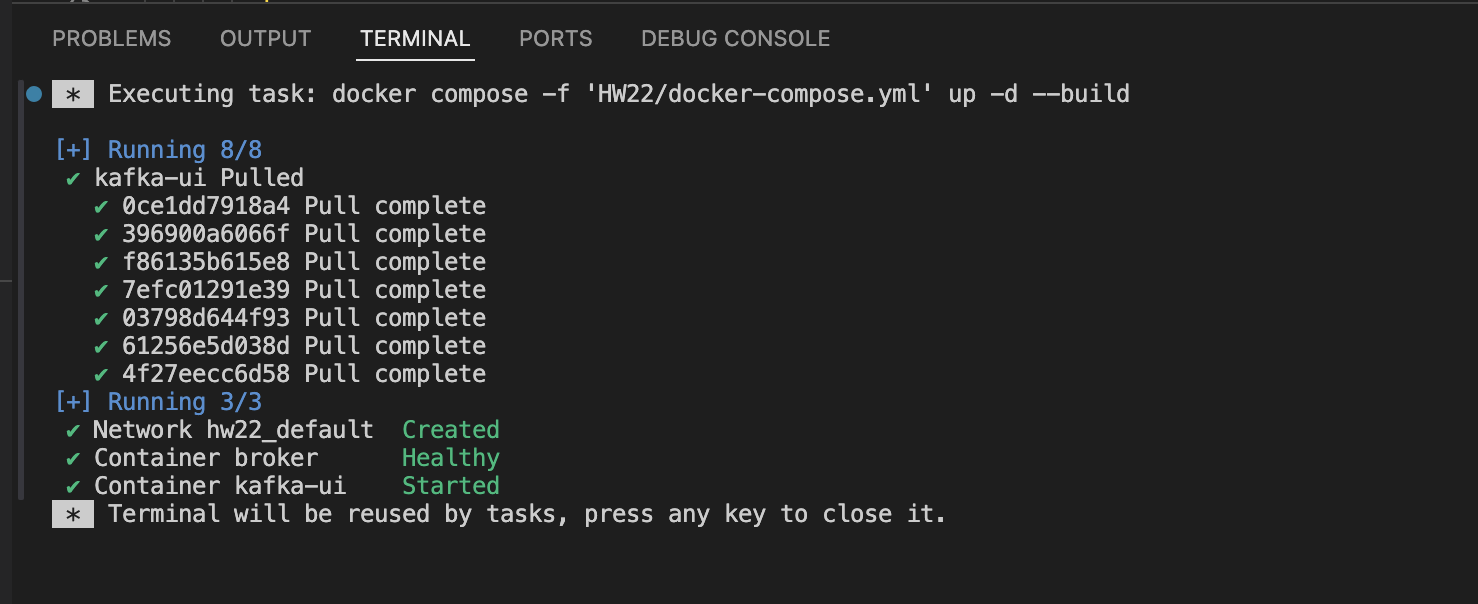 PROBLEMS OUTPUT TERMINAL PORTS DEBUG CONSOLE
* Executing task: docker compose -f 'HW22/docker-compose.yml' up -d --build
[+] Running 8/8
✔ kafka-ui Pulled
✔ 0ce1dd7918a4 Pull complete
✔ 396900a6066f Pull complete
✔ f86135b615e8 Pull complete
✔ 7efc01291e39 Pull complete
✔ 03798d644f93 Pull complete
✔ 61256e5d038d Pull complete
✔ 4f27eecc6d58 Pull complete
[+] Running 3/3
✔ Network hw22_default Created
✔ Container broker Healthy
✔ Container kafka-ui Started
* Terminal will be reused by tasks, press any key to close it.